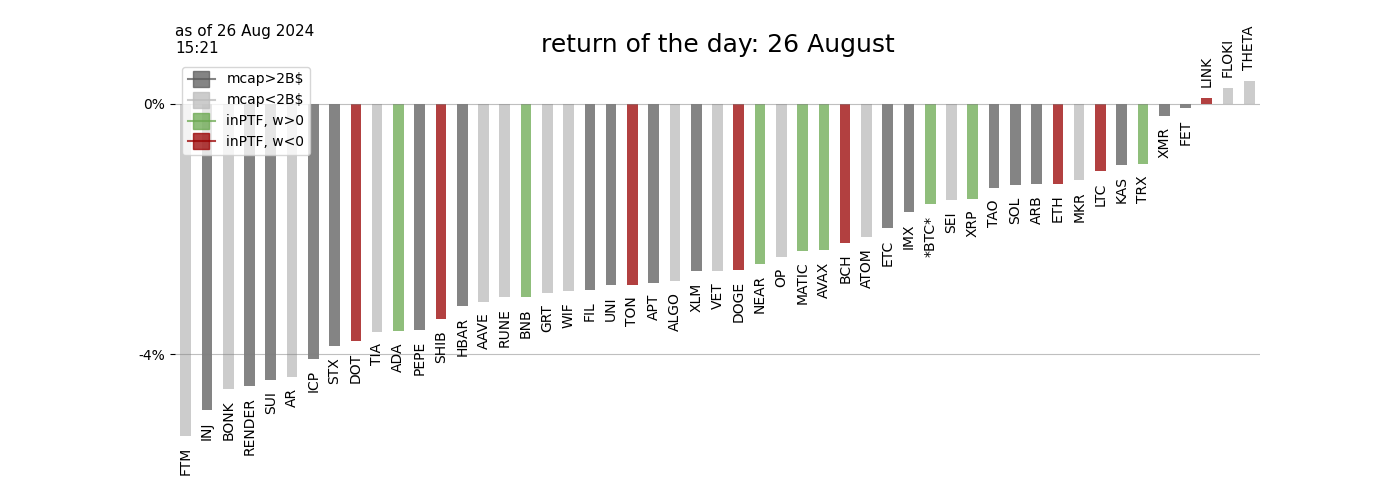 as of 26 Aug 2024
15:21
return of the day: 26 August
mcap>2B$
mcap<2B$
inPTF, w>0
inPTF, w<0
0%
-4%
FTM
INJ
BONK
RENDER
SUI
AR
ICP
STX
DOT
TIA
ADA
PEPE
SHIB
HBAR
AAVE
RUNE
BNB
GRT
WIF
FIL
UNI
TON
APT
ALGO
XLM
VET
DOGE
NEAR
OP
MATIC
AVAX
BCH
ATOM
ETC
IMX
*BTC*
SEI
XRP
TAO
SOL
ARB
ETH
MKR
LTC
KAS
TRX
XMR
FET
LINK
FLOKI
THETA